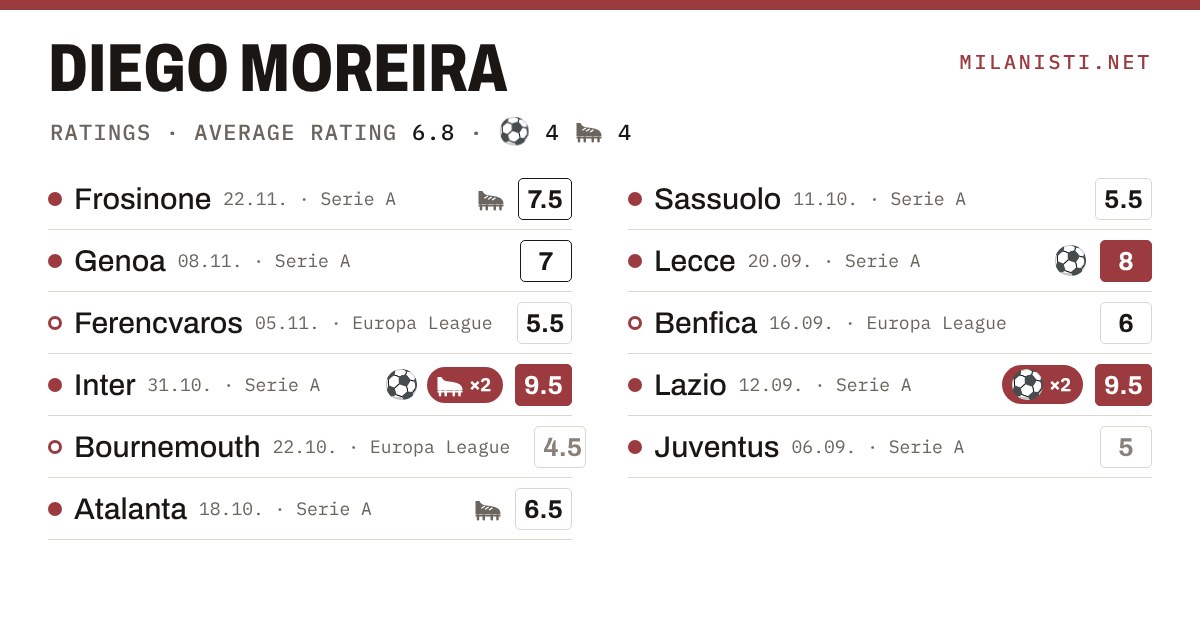 DIEGO MOREIRA
MILANISTI.NET
RATINGS · AVERAGE RATING 6.8 · 4 4
Frosinone 22.11. · Serie A 7.5
Genoa 08.11. · Serie A 7
Ferencvaros 05.11. · Europa League 5.5
Inter 31.10. · Serie A ×2 9.5
Bournemouth 22.10. · Europa League 4.5
Atalanta 18.10. · Serie A 6.5
Sassuolo 11.10. · Serie A 5.5
Lecce 20.09. · Serie A 8
Benfica 16.09. · Europa League 6
Lazio 12.09. · Serie A ×2 9.5
Juventus 06.09. · Serie A 5